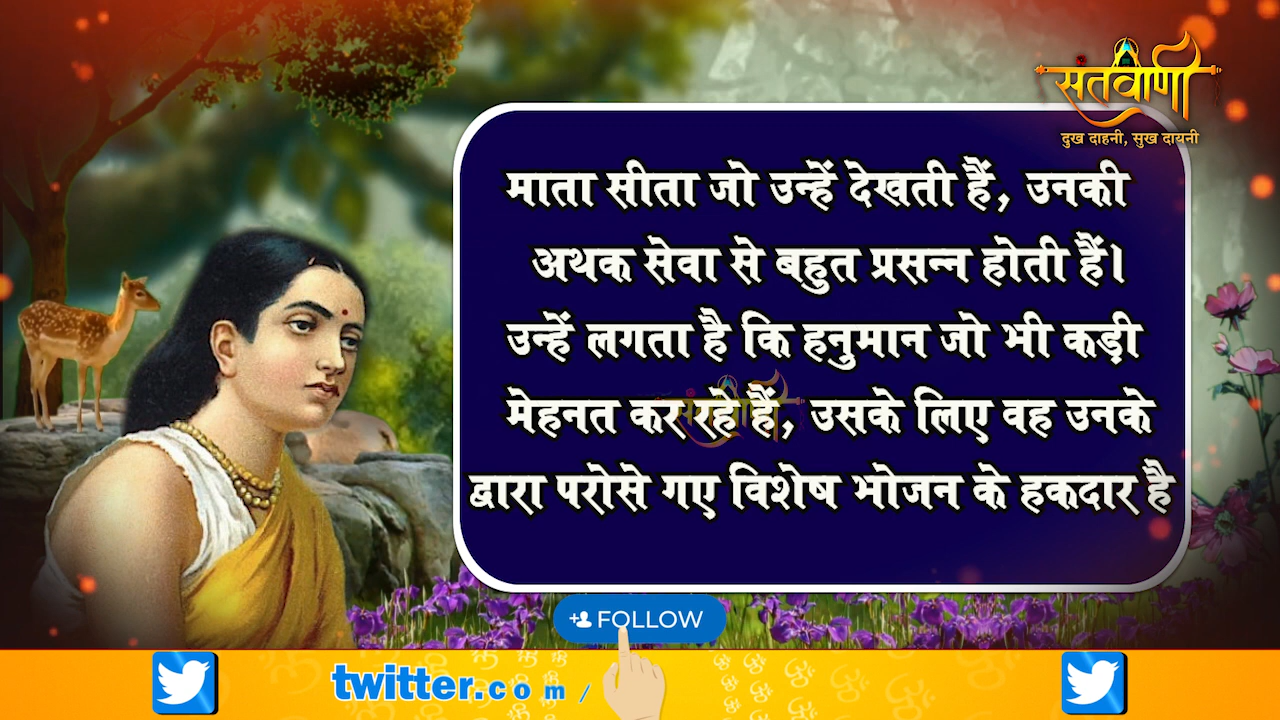 संतवाणी
दुख दाहनी, सुख दायनी
माता सीता जो उन्हें देखती हैं, उनकी
अथक सेवा से बहुत प्रसन्न होती हैं।
उन्हें लगता है कि हनुमान जो भी कड़ी
मेहनत कर रहे हैं, उसके लिए वह उनके
द्वारा परोसे गए विशेष भोजन के हकदार है
संतवाणी
FOLLOW
twitter.com/